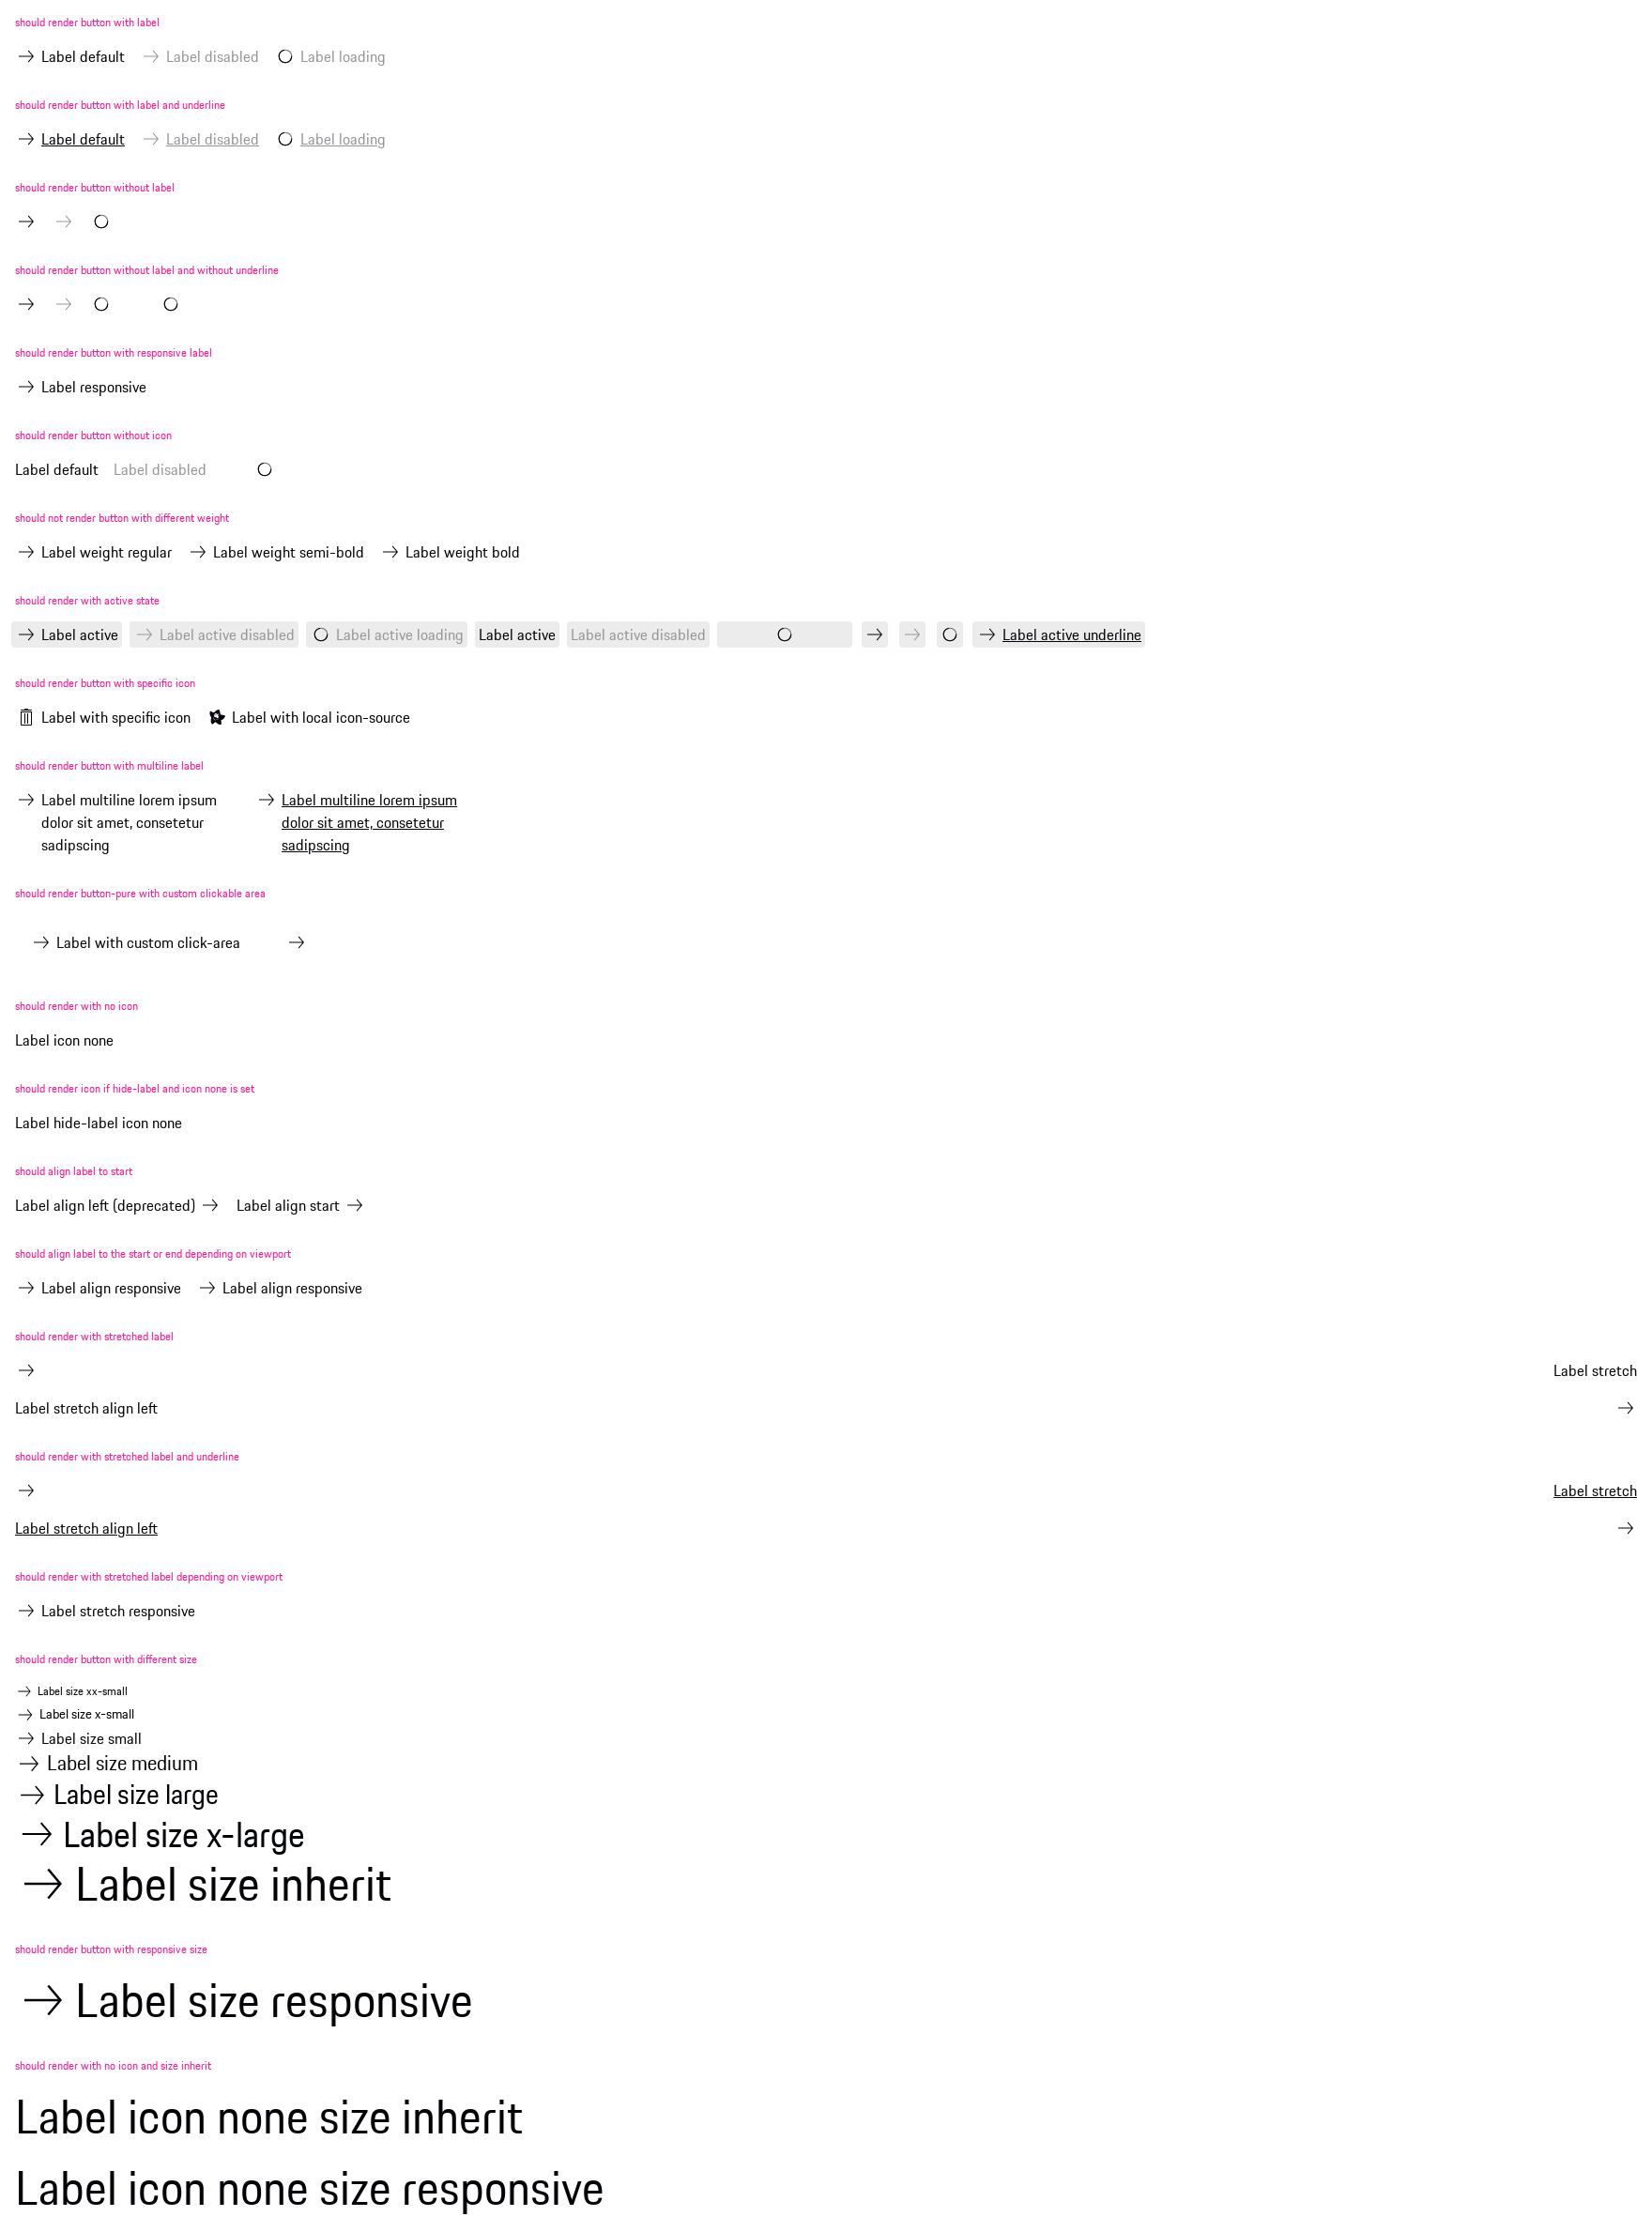 should render button with label
Label default Label disabled Label loading
should render button with label and underline
Label default Label disabled Label loading
should render button without label
should render button without label and without underline
should render button with responsive label
Label responsive
should render button without icon
Label default Label disabled
should not render button with different weight
Label weight regular Label weight semi-bold Label weight bold
should render with active state
Label active Label active disabled Label active loading Label active Label active disabled Label active underline
should render button with specific icon
Label with specific icon Label with local icon-source
should render button with multiline label
Label multiline lorem ipsum Label multiline lorem ipsum
dolor sit amet, consetetur dolor sit amet, consetetur
sadipscing sadipscing
should render button-pure with custom clickable area
Label with custom click-area
should render with no icon
Label icon none
should render icon if hide-label and icon none is set
Label hide-label icon none
should align label to start
Label align left (deprecated) Label align start
should align label to the start or end depending on viewport
Label align responsive Label align responsive
should render with stretched label
Label stretch
Label stretch align left
should render with stretched label and underline
Label stretch
Label stretch align left
should render with stretched label depending on viewport
Label stretch responsive
should render button with different size
Label size xx-small
Label size x-small
Label size small
Label size medium
Label size large
Label size x-large
Label size inherit
should render button with responsive size
Label size responsive
should render with no icon and size inherit
Label icon none size inherit
Label icon none size responsive